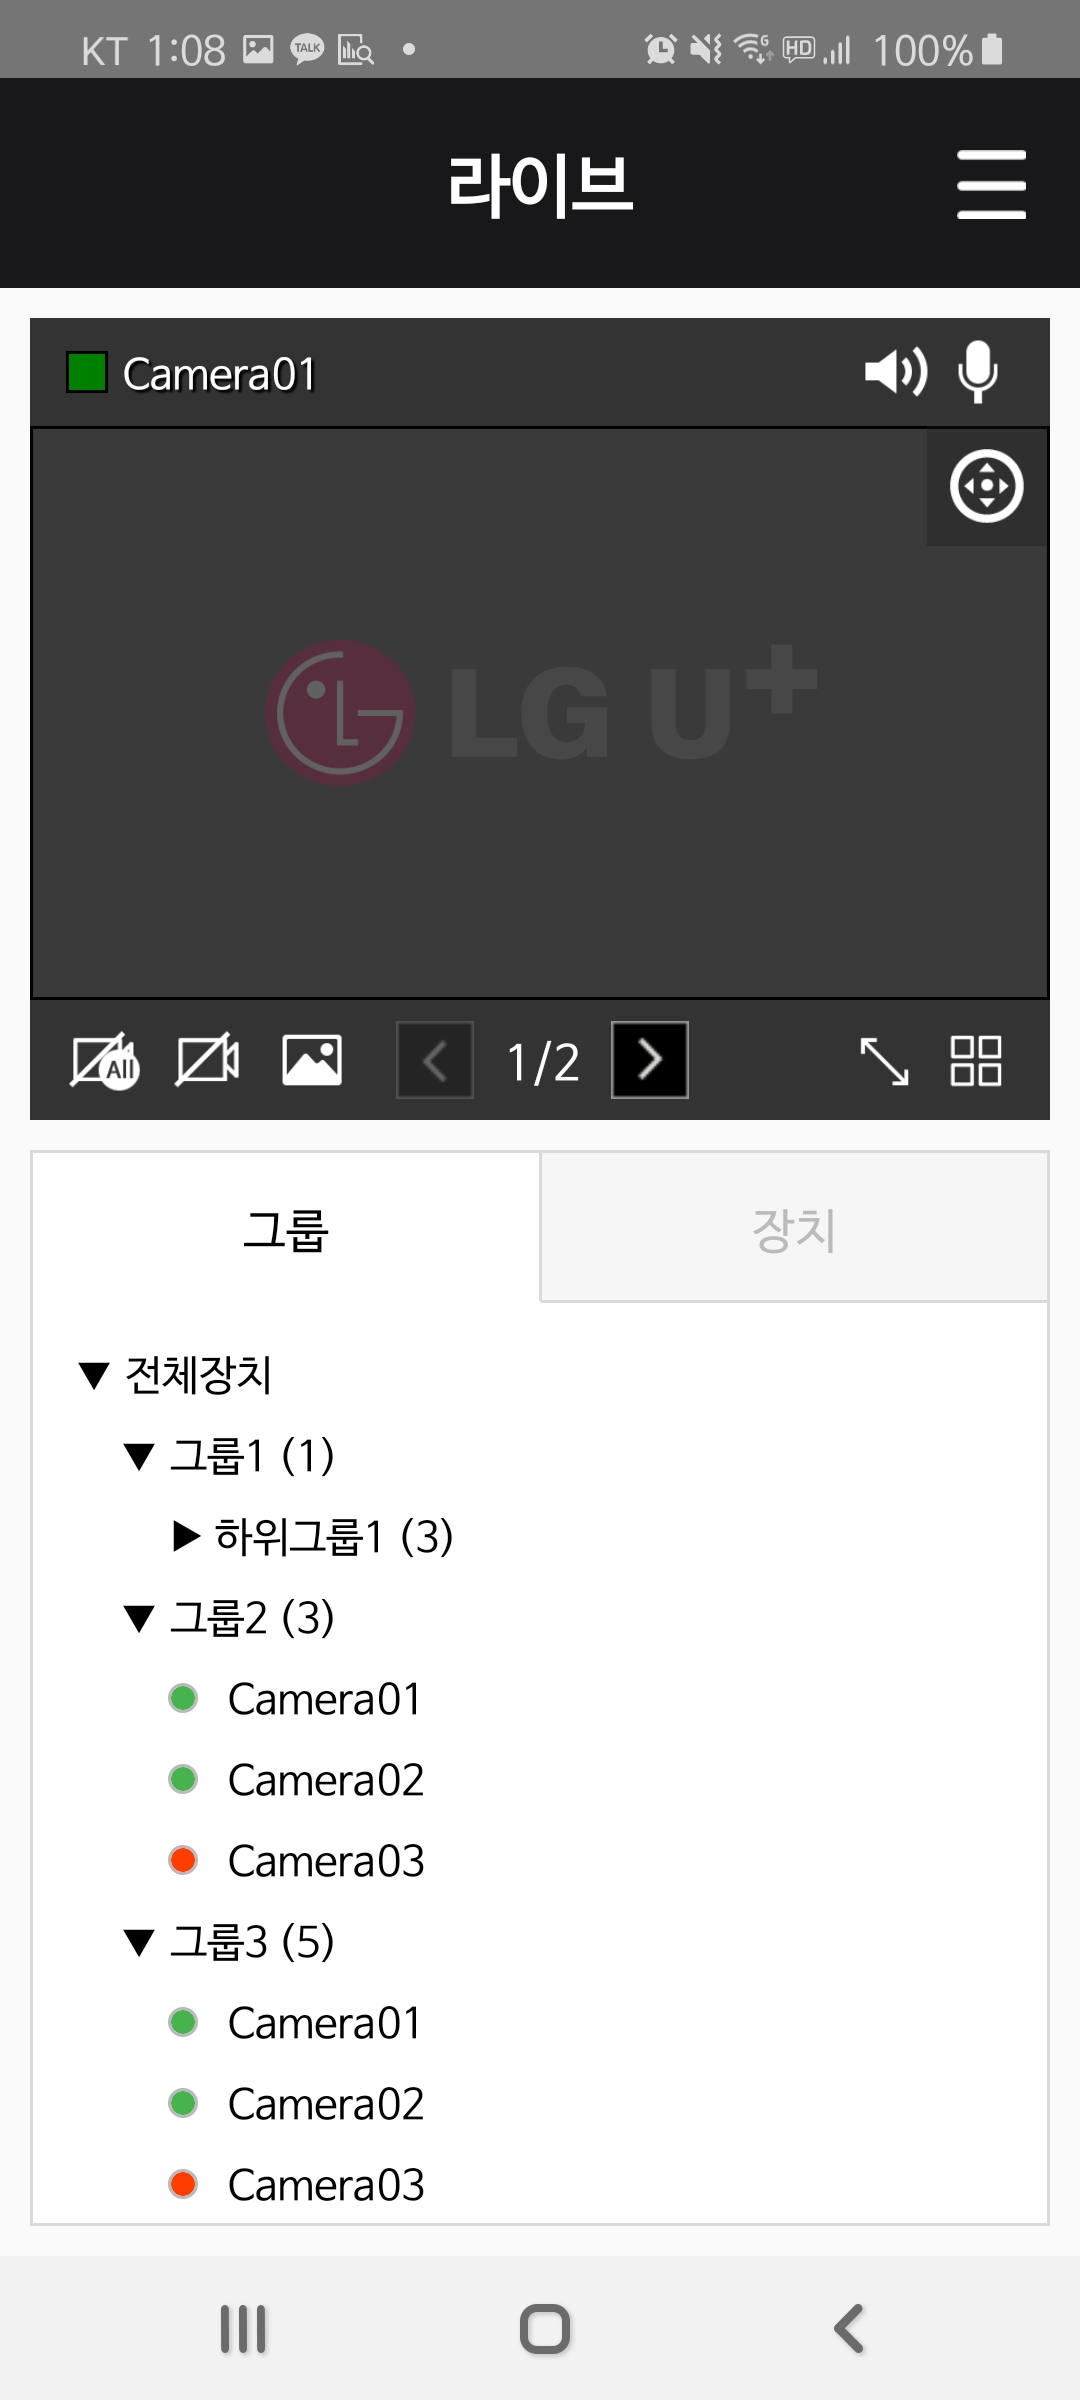 KT 1:08 TALK G HD 100%
라이브
Camera01
LG U+
All 1/2
그룹 장치
▼ 전체장치
▼ 그룹1 (1)
▶ 하위그룹1 (3)
▼ 그룹2 (3)
Camera01
Camera02
Camera03
▼ 그룹3 (5)
Camera01
Camera02
Camera03